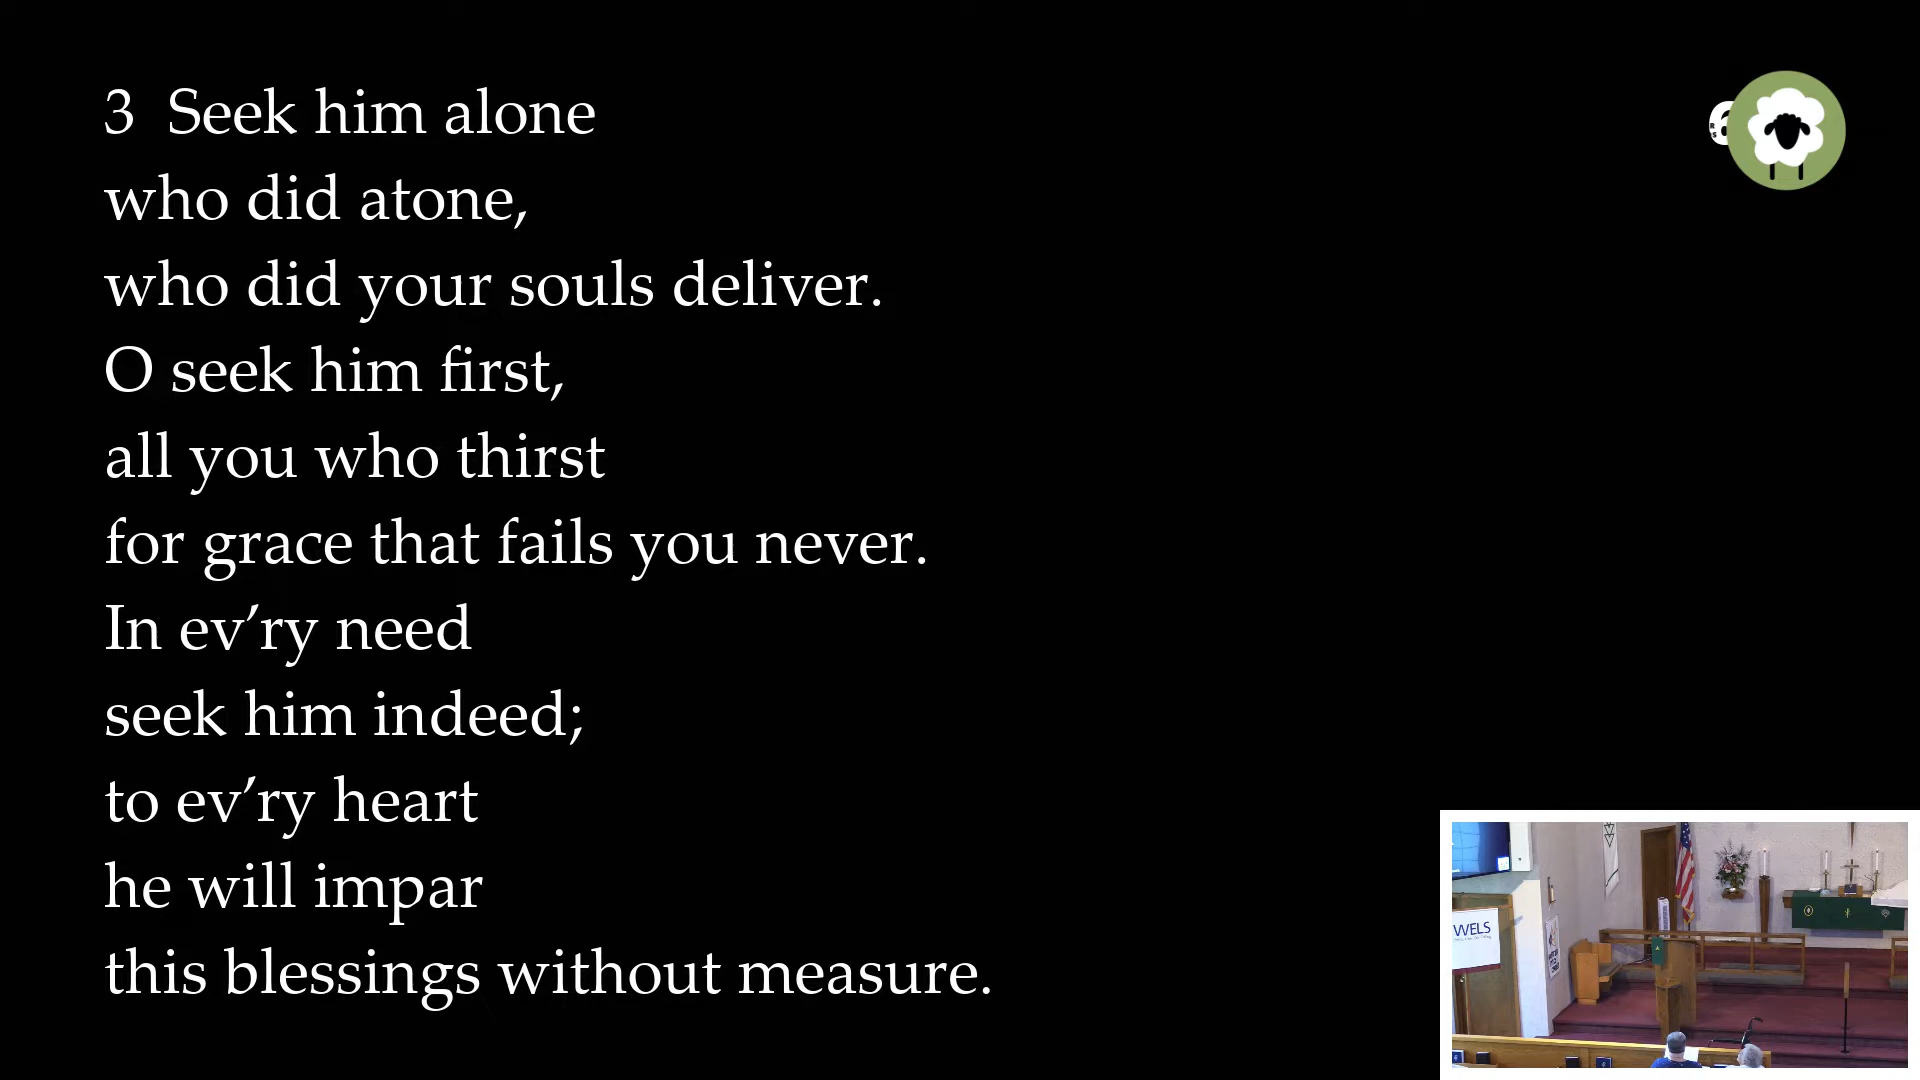 3 Seek him alone
who did atone,
who did your souls deliver.
O seek him first,
all you who thirst
for grace that fails you never.
In ev’ry need
seek him indeed;
to ev’ry heart
he will impar
this blessings without measure.
6
WELS